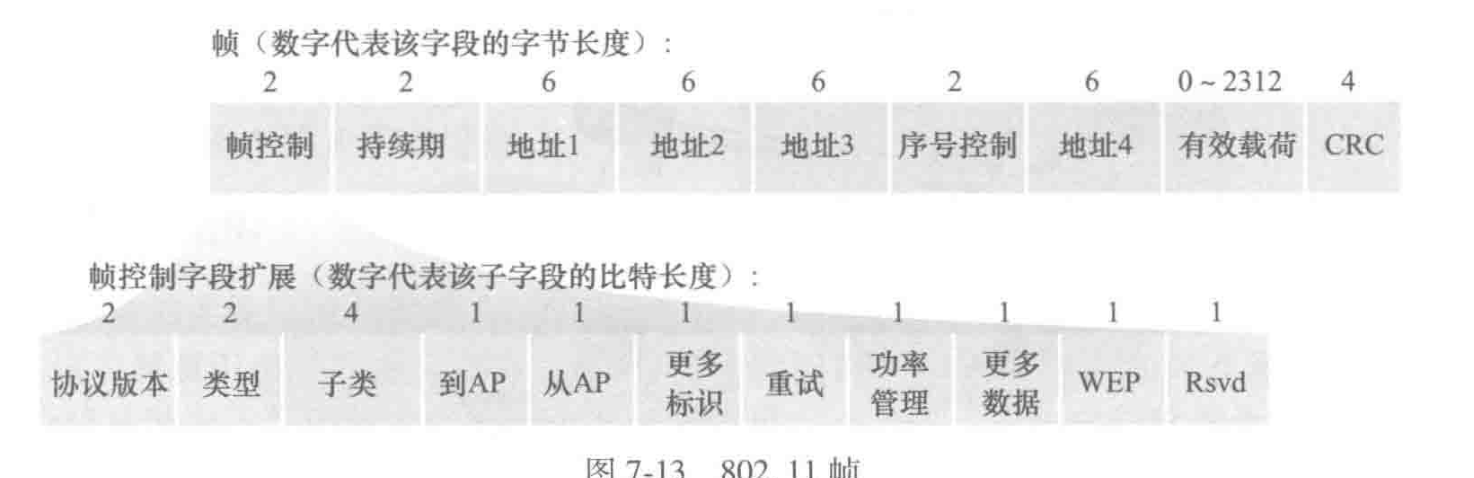 帧（数字代表该字段的字节长度）:
2 2 6 6 6 2 6 0~2312 4
帧控制 持续期 地址1 地址2 地址3 序号控制 地址4 有效载荷 CRC
帧控制字段扩展（数字代表该子字段的比特长度）:
2 2 4 1 1 1 1 1 1 1 1
协议版本 类型 子类 到AP 从AP 更多标识 重试 功率管理 更多数据 WEP Rsvd
图 7-13 802.11 帧